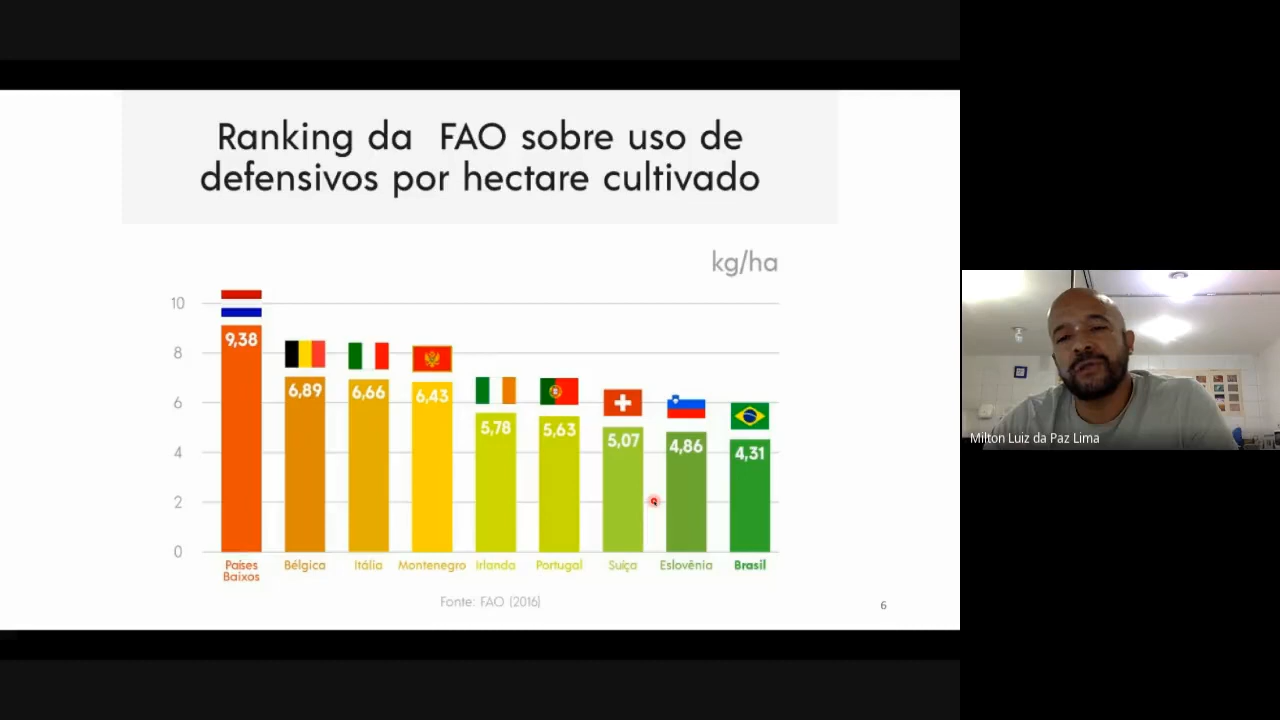 Ranking da FAO sobre uso de
defensivos por hectare cultivado
kg/ha
10
8
6
4
2
0
9,38
6,89
6,66
6,43
5,78
5,63
5,07
4,86
4,31
Países
Baixos
Bélgica
Itália
Montenegro
Irlanda
Portugal
Suíça
Eslovênia
Brasil
Fonte: FAO (2016)
6
Milton Luiz da Paz Lima